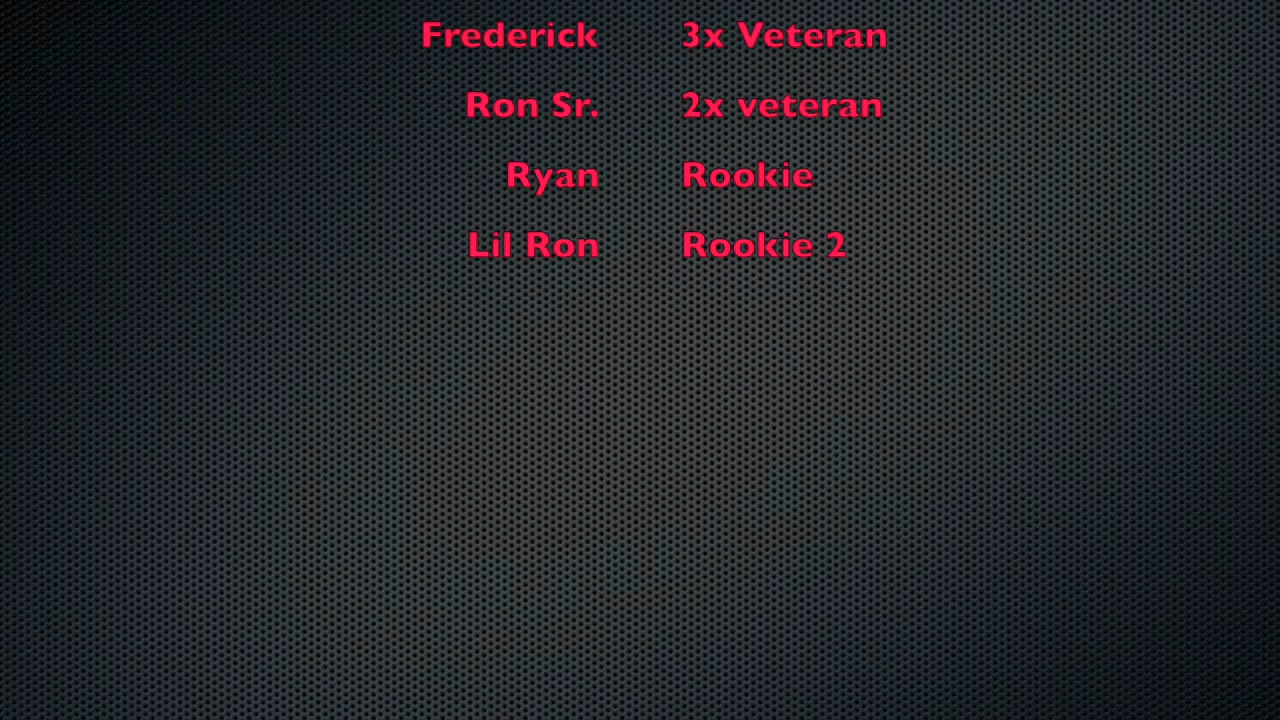 Frederick 3x Veteran
Ron Sr. 2x veteran
Ryan Rookie
Lil Ron Rookie 2